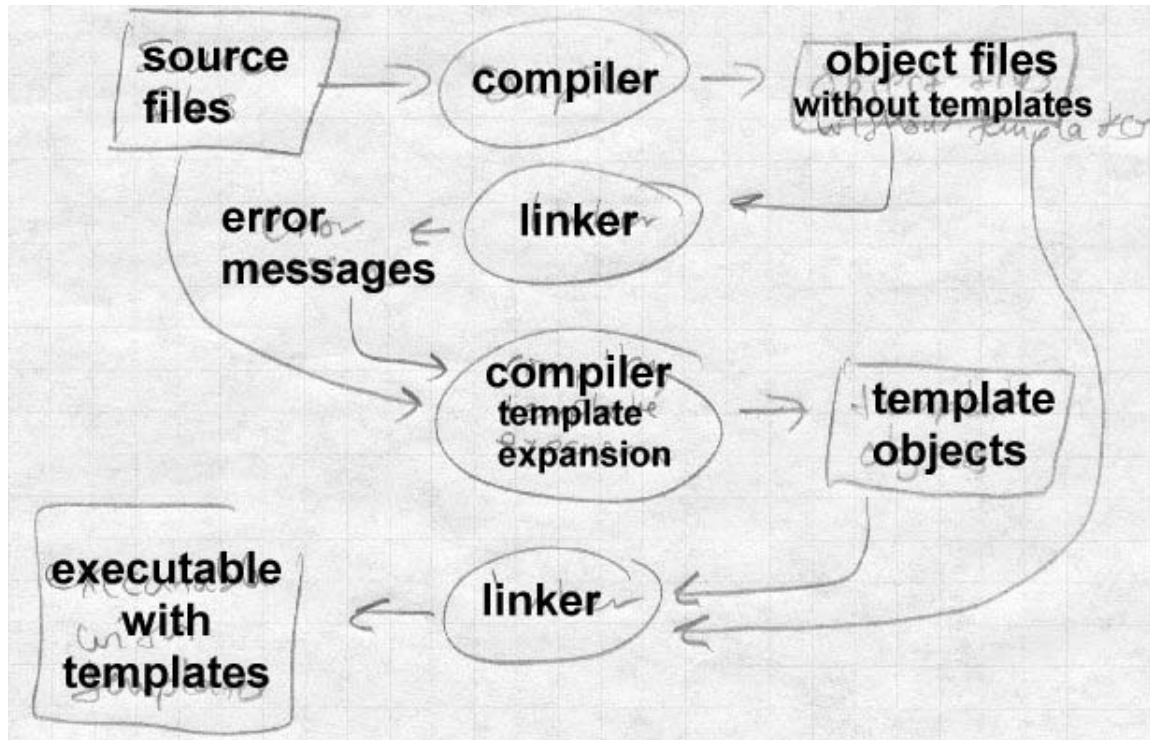 source
files
compiler
object files
without templates
error
messages
linker
compiler
template
expansion
template
objects
executable
with
templates
linker